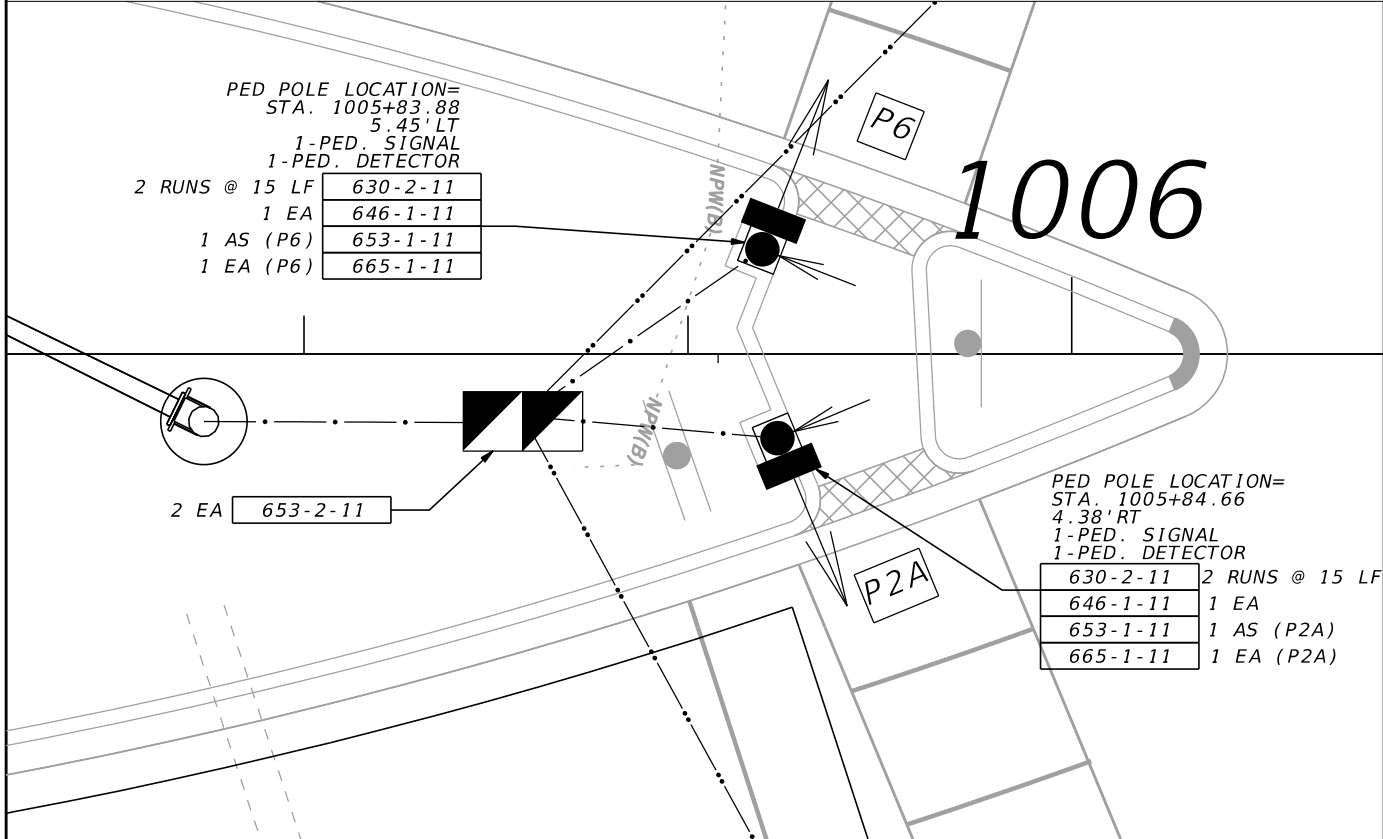 PED POLE LOCATION=
STA. 1005+83.88
5.45' LT
1-PED. SIGNAL
1-PED. DETECTOR
2 RUNS @ 15 LF 630-2-11
1 EA 646-1-11
1 AS (P6) 653-1-11
1 EA (P6) 665-1-11
P6
1006
NPW(B)
NPW(B)
2 EA 653-2-11
P2A
PED POLE LOCATION=
STA. 1005+84.66
4.38' RT
1-PED. SIGNAL
1-PED. DETECTOR
630-2-11 2 RUNS @ 15 LF
646-1-11 1 EA
653-1-11 1 AS (P2A)
665-1-11 1 EA (P2A)